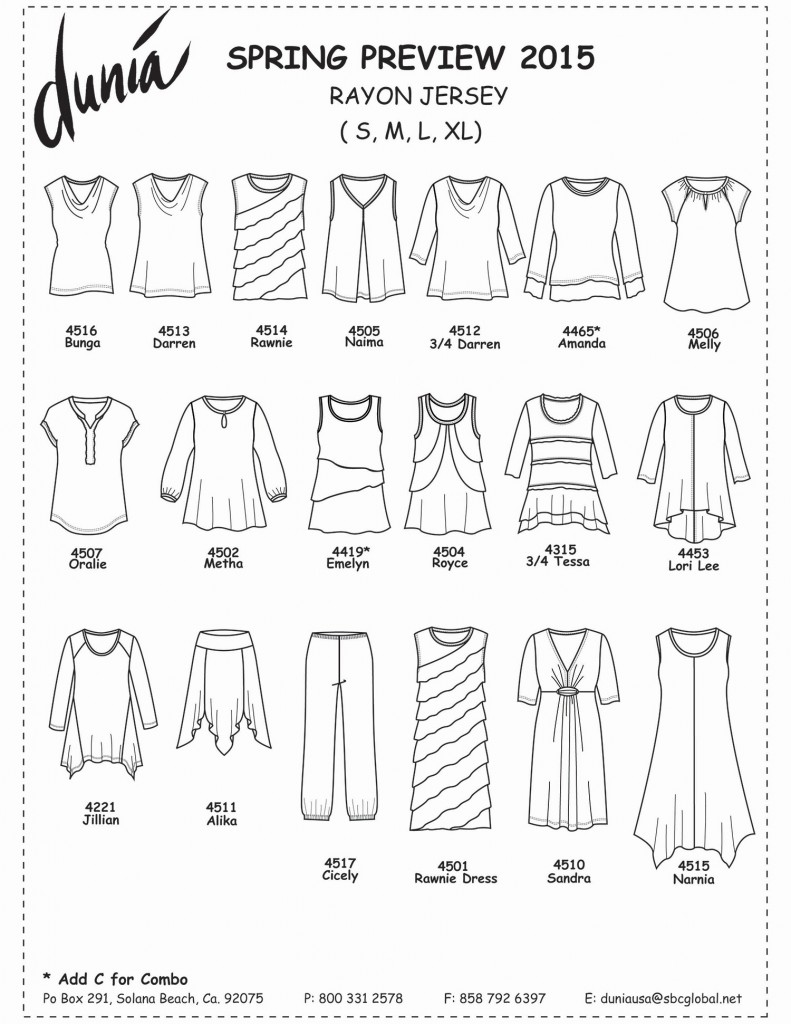 dunia
SPRING PREVIEW 2015
RAYON JERSEY
( S, M, L, XL)
4516
Bunga
4513
Darren
4514
Rawnie
4505
Naima
4512
3/4 Darren
4465*
Amanda
4506
Melly
4507
Oralie
4502
Metha
4419*
Emelyn
4504
Royce
4315
3/4 Tessa
4453
Lori Lee
4221
Jillian
4511
Alika
4517
Cicely
4501
Rawnie Dress
4510
Sandra
4515
Narnia
* Add C for Combo
Po Box 291, Solana Beach, Ca. 92075 P: 800 331 2578 F: 858 792 6397 E: duniausa@sbcglobal.net